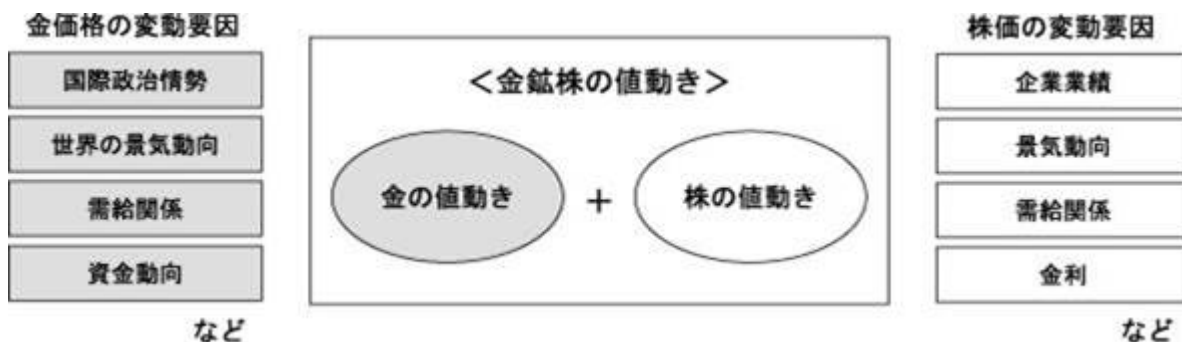 金価格の変動要因
国際政治情勢
世界の景気動向
需給関係
資金動向
など
＜金鉱株の値動き＞
金の値動き
＋
株の値動き
株価の変動要因
企業業績
景気動向
需給関係
金利
など